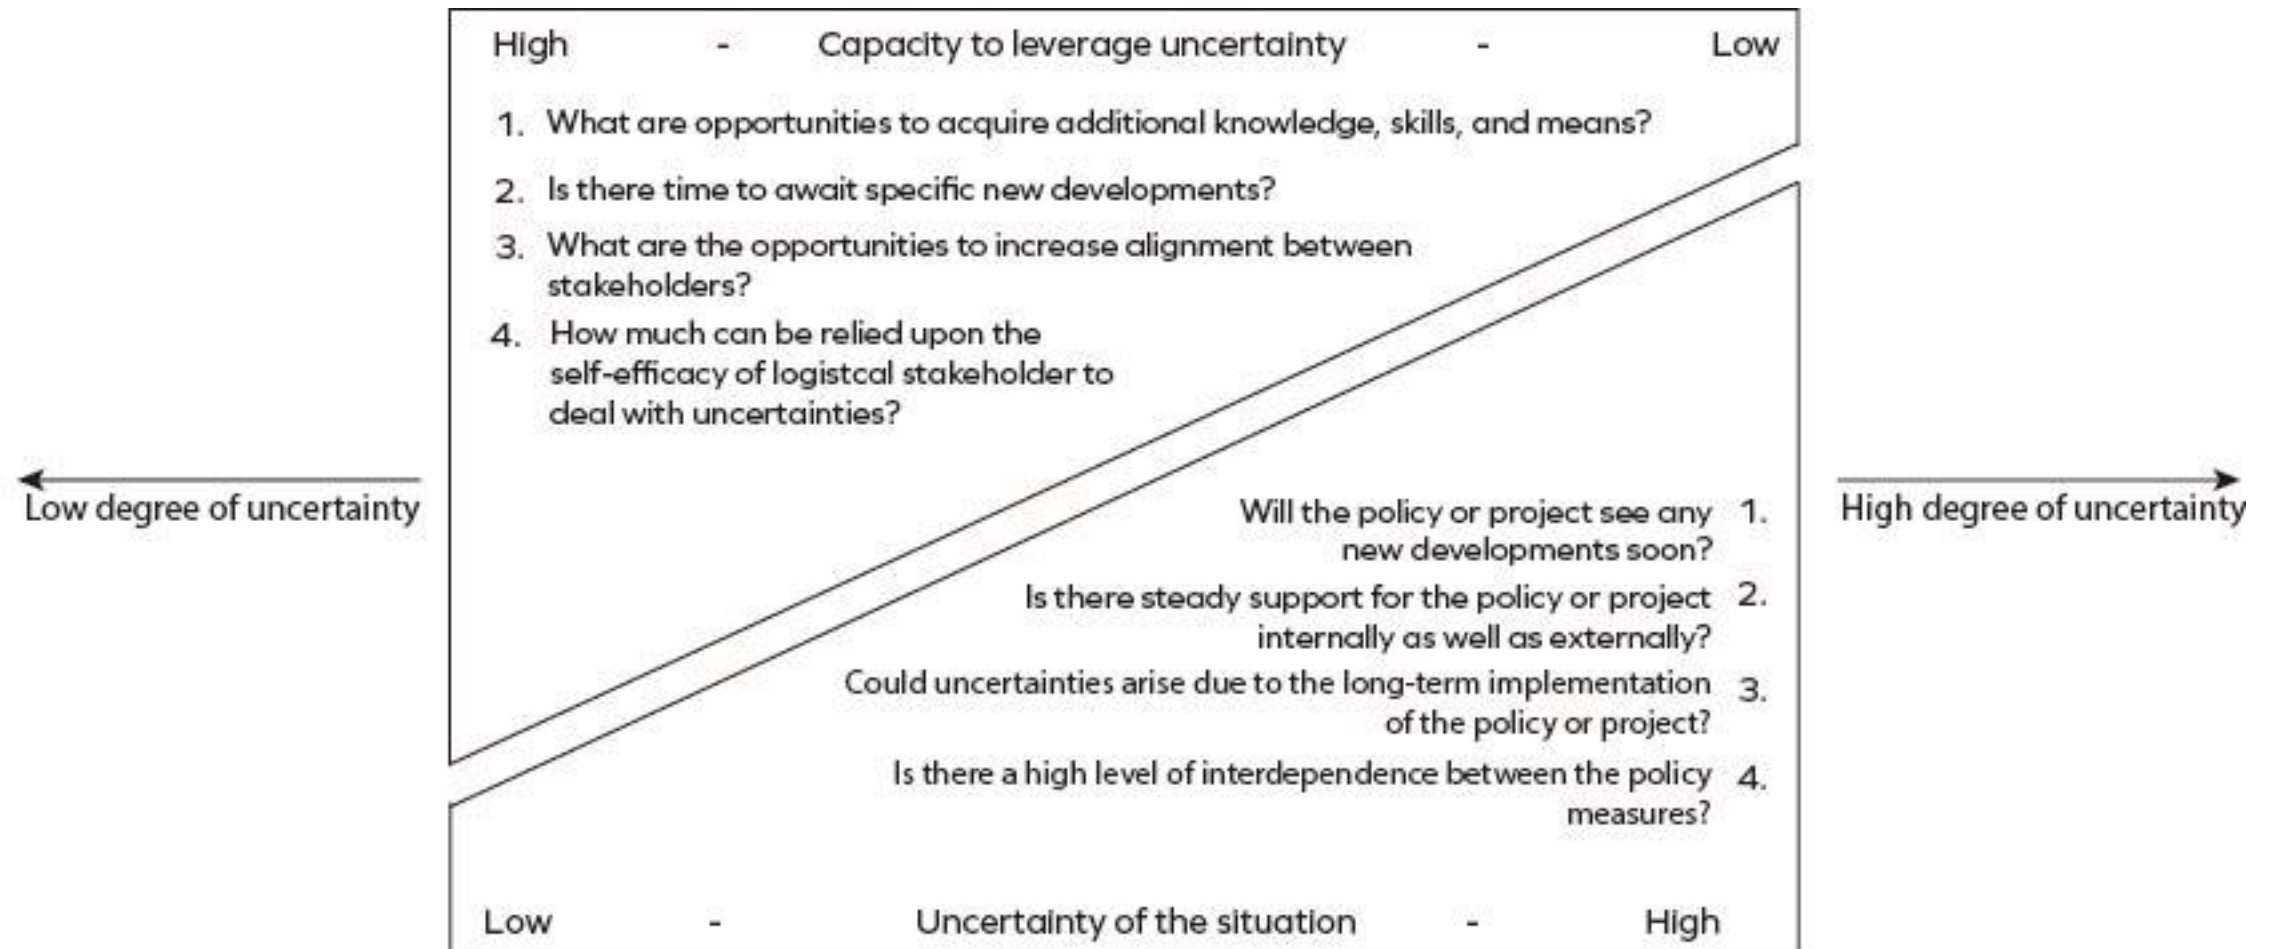 High - Capacity to leverage uncertainty - Low
1. What are opportunities to acquire additional knowledge, skills, and means?
2. Is there time to await specific new developments?
3. What are the opportunities to increase alignment between
stakeholders?
4. How much can be relied upon the
self-efficacy of logistcal stakeholder to
deal with uncertainties?
Low degree of uncertainty
High degree of uncertainty
Will the policy or project see any 1.
new developments soon?
Is there steady support for the policy or project 2.
internally as well as externally?
Could uncertainties arise due to the long-term implementation 3.
of the policy or project?
Is there a high level of interdependence between the policy 4.
measures?
Low - Uncertainty of the situation - High